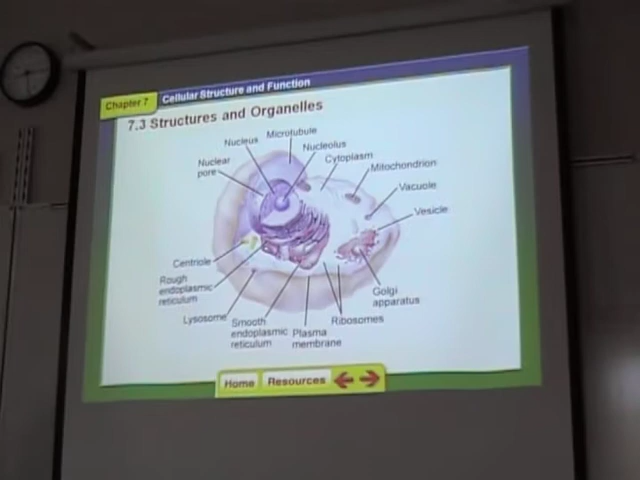 Chapter 7
Cellular Structure and Function
7.3 Structures and Organelles
Microtubule
Nucleus
Nucleolus
Nuclear
pore
Cytoplasm
Mitochondrion
Vacuole
Vesicle
Centriole
Rough
endoplasmic
reticulum
Lysosome
Smooth
endoplasmic
reticulum
Plasma
membrane
Ribosomes
Golgi
apparatus
Home
Resources